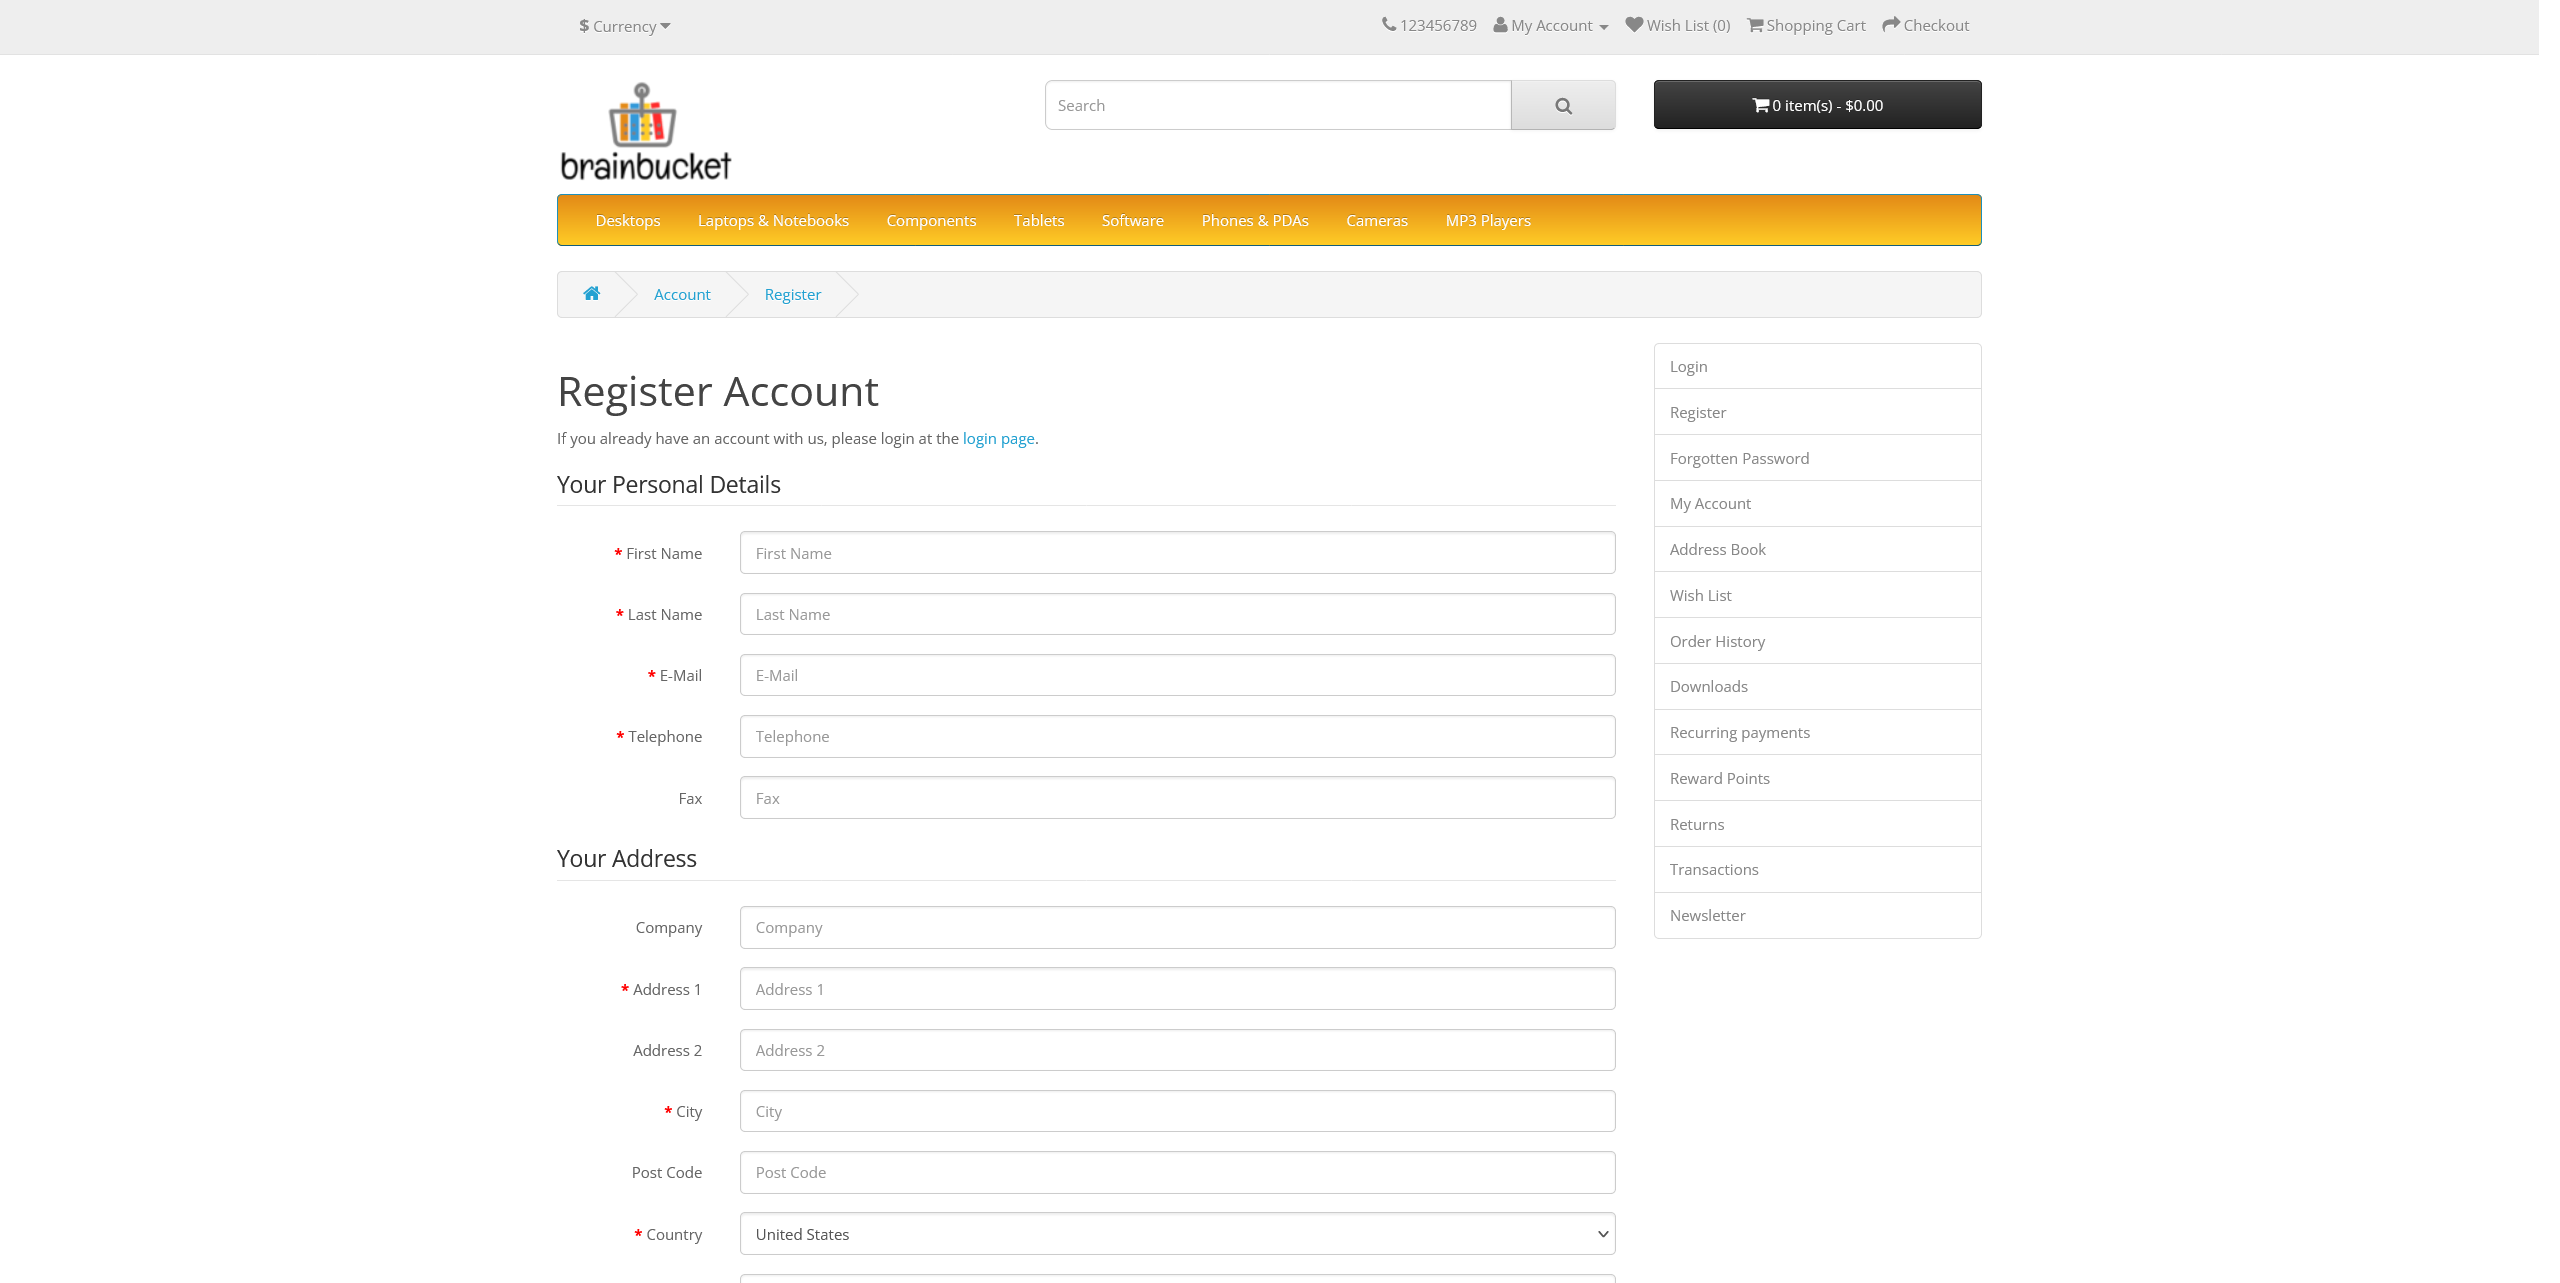 $ Currency
123456789 My Account Wish List (0) Shopping Cart Checkout
brainbucket
Search
0 item(s) - $0.00
Desktops Laptops & Notebooks Components Tablets Software Phones & PDAs Cameras MP3 Players
Account Register
Register Account
If you already have an account with us, please login at the login page.
Your Personal Details
* First Name First Name
* Last Name Last Name
* E-Mail E-Mail
* Telephone Telephone
Fax Fax
Your Address
Company Company
* Address 1 Address 1
Address 2 Address 2
* City City
Post Code Post Code
* Country United States
Login
Register
Forgotten Password
My Account
Address Book
Wish List
Order History
Downloads
Recurring payments
Reward Points
Returns
Transactions
Newsletter